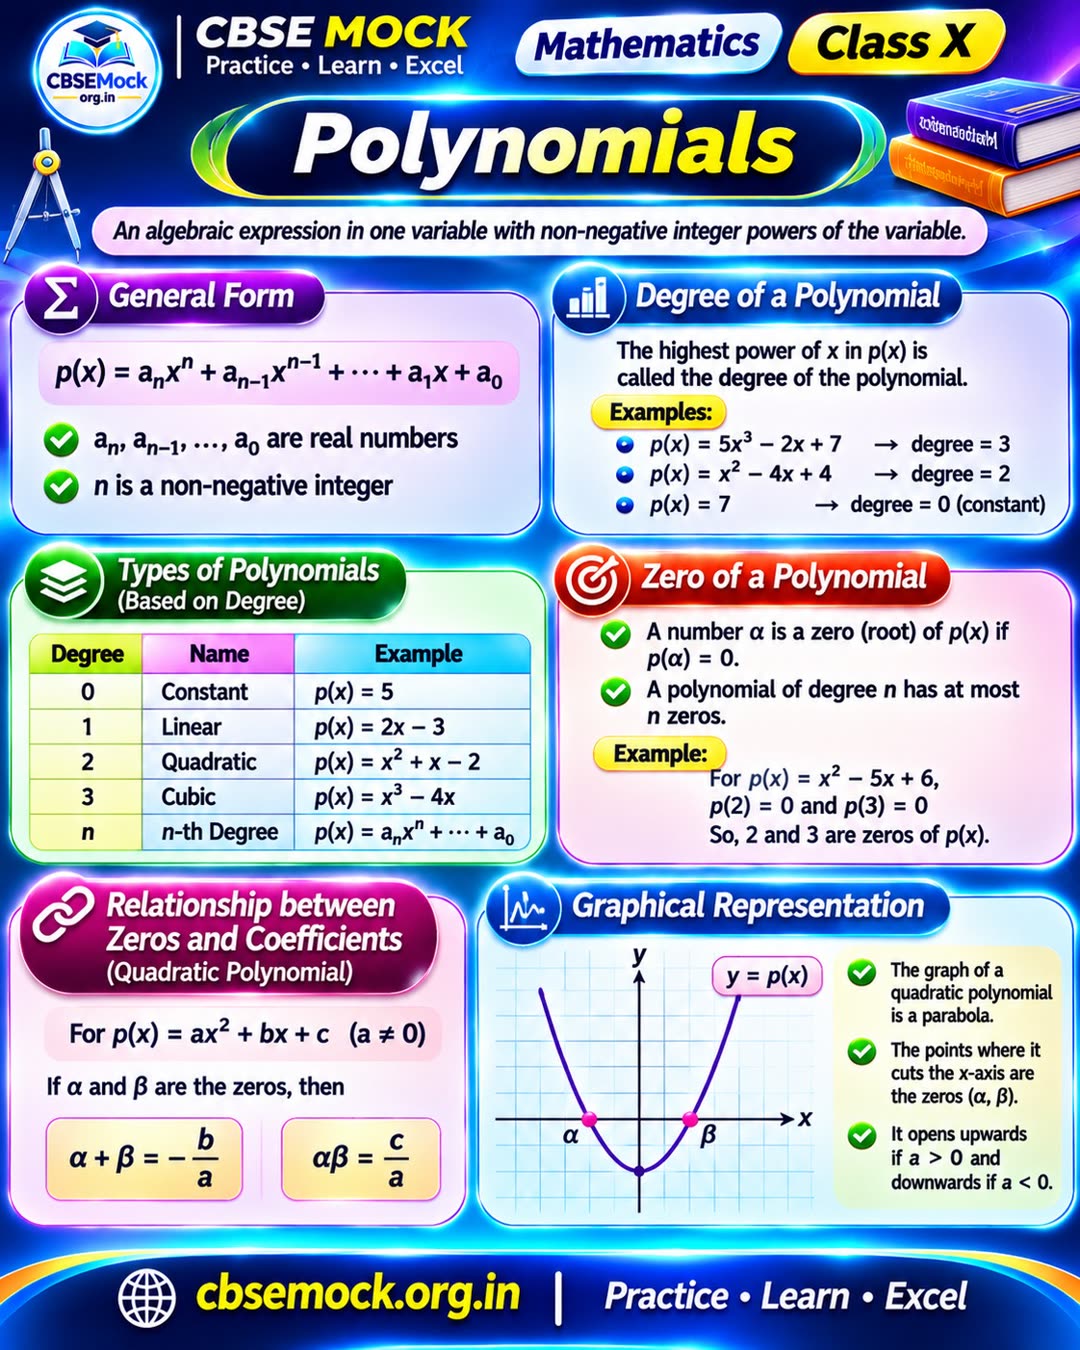 CBSEMock
org.in
CBSE MOCK
Practice • Learn • Excel
Mathematics
Class X
Polynomials
An algebraic expression in one variable with non-negative integer powers of the variable.
General Form
p(x) = aₙxⁿ + aₙ₋₁xⁿ⁻¹ + ⋯ + a₁x + a₀
aₙ, aₙ₋₁, ..., a₀ are real numbers
n is a non-negative integer
Degree of a Polynomial
The highest power of x in p(x) is
called the degree of the polynomial.
Examples:
p(x) = 5x³ − 2x + 7 → degree = 3
p(x) = x² − 4x + 4 → degree = 2
p(x) = 7 → degree = 0 (constant)
Types of Polynomials
(Based on Degree)
Degree Name Example
0 Constant p(x) = 5
1 Linear p(x) = 2x − 3
2 Quadratic p(x) = x² + x − 2
3 Cubic p(x) = x³ − 4x
n n-th Degree p(x) = aₙxⁿ + ⋯ + a₀
Zero of a Polynomial
A number α is a zero (root) of p(x) if
p(α) = 0.
A polynomial of degree n has at most
n zeros.
Example:
For p(x) = x² − 5x + 6,
p(2) = 0 and p(3) = 0
So, 2 and 3 are zeros of p(x).
Relationship between
Zeros and Coefficients
(Quadratic Polynomial)
For p(x) = ax² + bx + c (a ≠ 0)
If α and β are the zeros, then
α + β = − b/a
αβ = c/a
Graphical Representation
y
y = p(x)
x
α
β
The graph of a
quadratic polynomial
is a parabola.
The points where it
cuts the x-axis are
the zeros (α, β).
It opens upwards
if a > 0 and
downwards if a < 0.
cbsemock.org.in
Practice • Learn • Excel